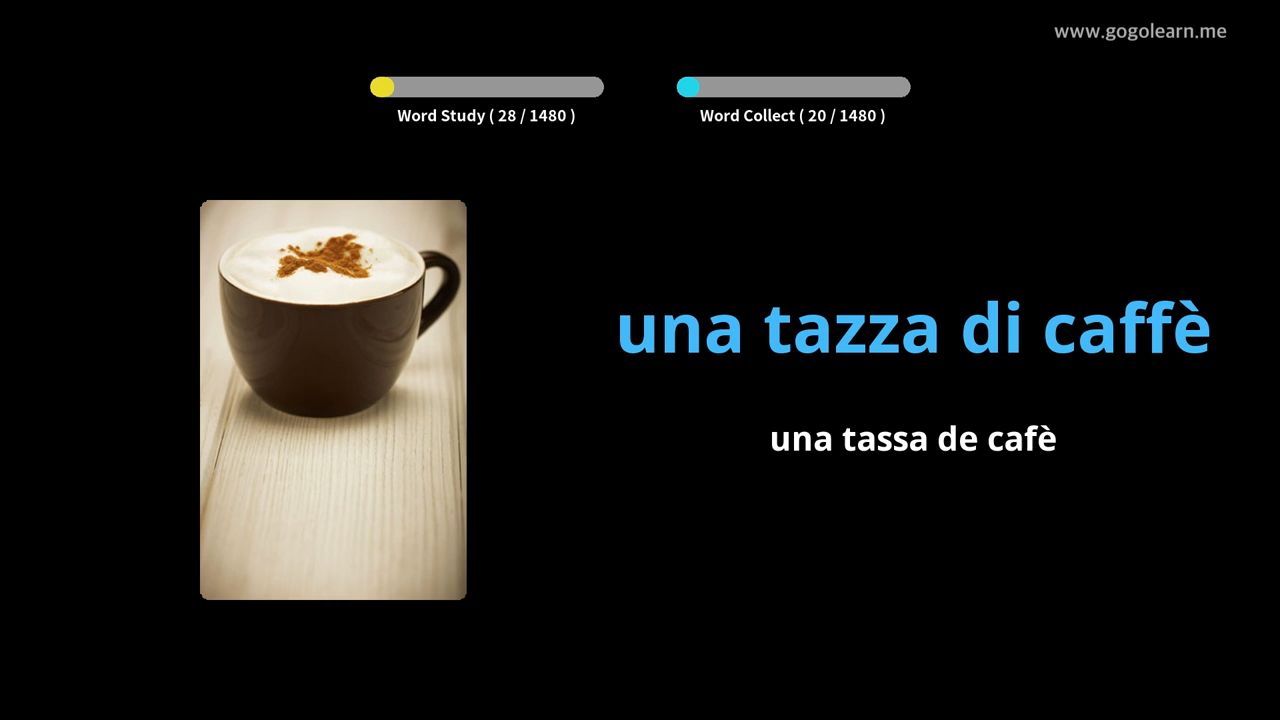 www.gogolearn.me
Word Study ( 28 / 1480 )
Word Collect ( 20 / 1480 )
una tazza di caffè
una tassa de cafè